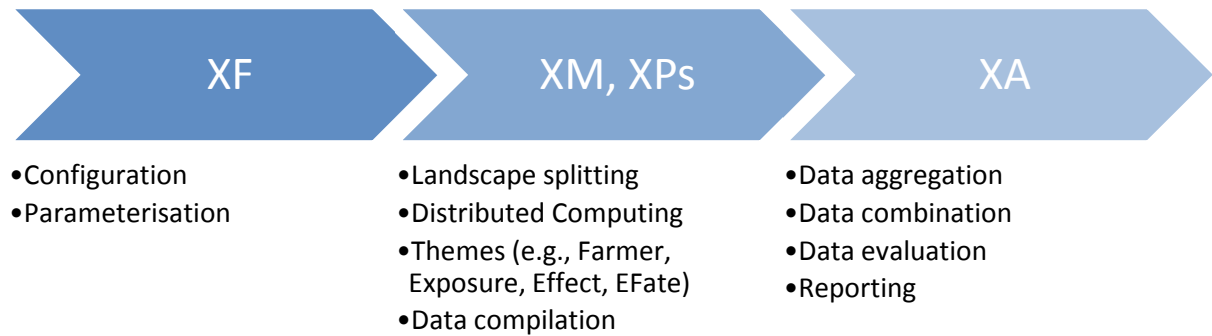 XF
•Configuration
•Parameterisation
XM, XPs
•Landscape splitting
•Distributed Computing
•Themes (e.g., Farmer,
Exposure, Effect, EFate)
•Data compilation
XA
•Data aggregation
•Data combination
•Data evaluation
•Reporting